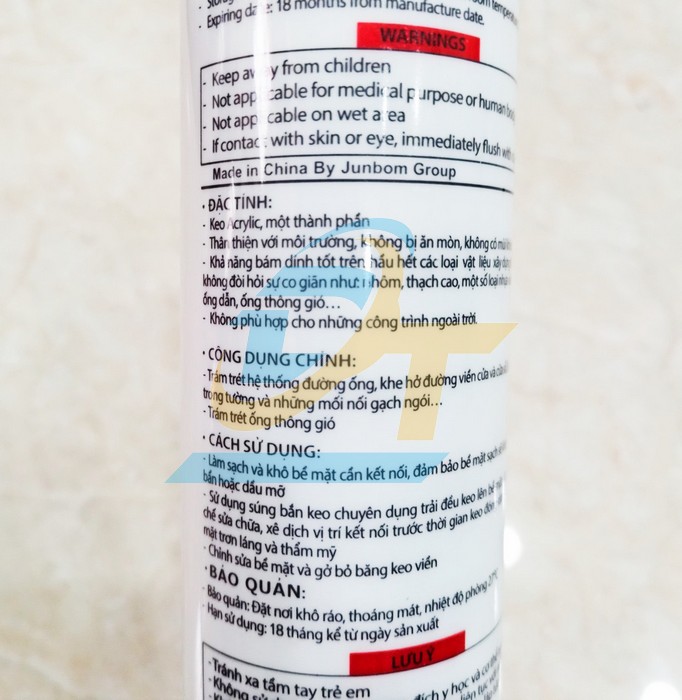 - Expiring date: 18 months from manufacture date.
WARNINGS
- Keep away from children
- Not applicable for medical purpose or human
- Not applicable on wet area
- If contact with skin or eye, immediately flush with
Made in China By Junbom Group
• ĐẶC TÍNH:
- Keo Acrylic, một thành phần
- Thân thiện với môi trường, không bị ăn mòn, không có
- Khả năng bám dính tốt trên hầu hết các loại vật liệu xây dựng
không đòi hỏi sự co giãn như: nhôm, thạch cao, một số loại
ống dẫn, ống thông gió...
- Không phù hợp cho những công trình ngoài trời.
• CÔNG DỤNG CHÍNH:
- Trám trét hệ thống đường ống, khe hở đường viền cửa và cửa
trong tường và những mối nối gạch ngói...
- Trám trét ống thông gió
• CÁCH SỬ DỤNG:
- Làm sạch và khô bề mặt cần kết nối, đảm bảo bề mặt sạch
bẩn hoặc dầu mỡ
- Sử dụng súng bắn keo chuyên dụng trải đều keo lên bề
chế sửa chữa, xê dịch vị trí kết nối trước thời gian keo
mặt trơn láng và thẩm mỹ
- Chỉnh sửa bề mặt và gở bỏ băng keo viền
• BẢO QUẢN:
- Bảo quản: Đặt nơi khô ráo, thoáng mát, nhiệt độ phòng 27°C
- Hạn sử dụng: 18 tháng kể từ ngày sản xuất
LƯU Ý
- Tránh xa tầm tay trẻ em
đích y học và